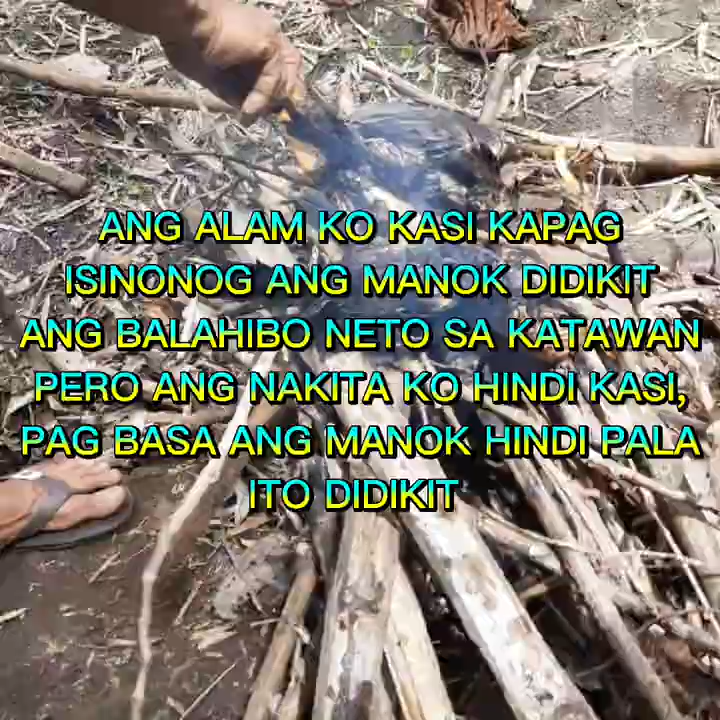 ANG ALAM KO KASI KAPAG
ISINONOG ANG MANOK DIDIKIT
ANG BALAHIBO NETO SA KATAWAN
PERO ANG NAKITA KO HINDI KASI,
PAG BASA ANG MANOK HINDI PALA
ITO DIDIKIT